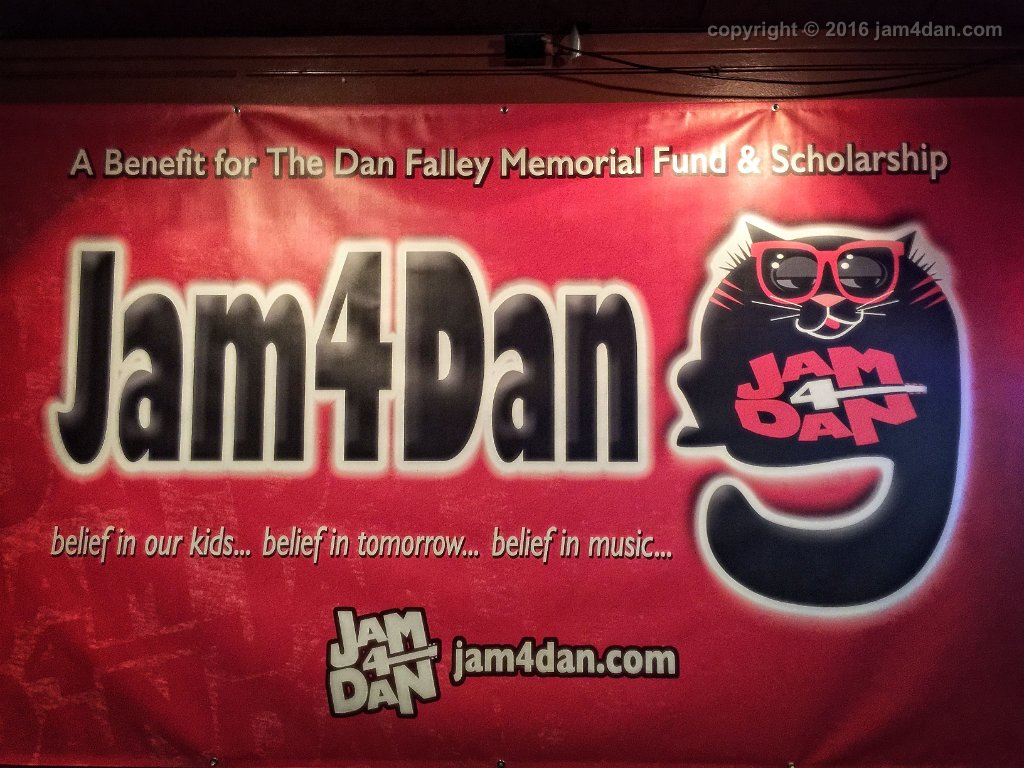 copyright © 2016 jam4dan.com
A Benefit for The Dan Falley Memorial Fund & Scholarship
Jam4Dan 9
JAM
4
DAN
belief in our kids... belief in tomorrow... belief in music...
JAM
4
DAN
jam4dan.com